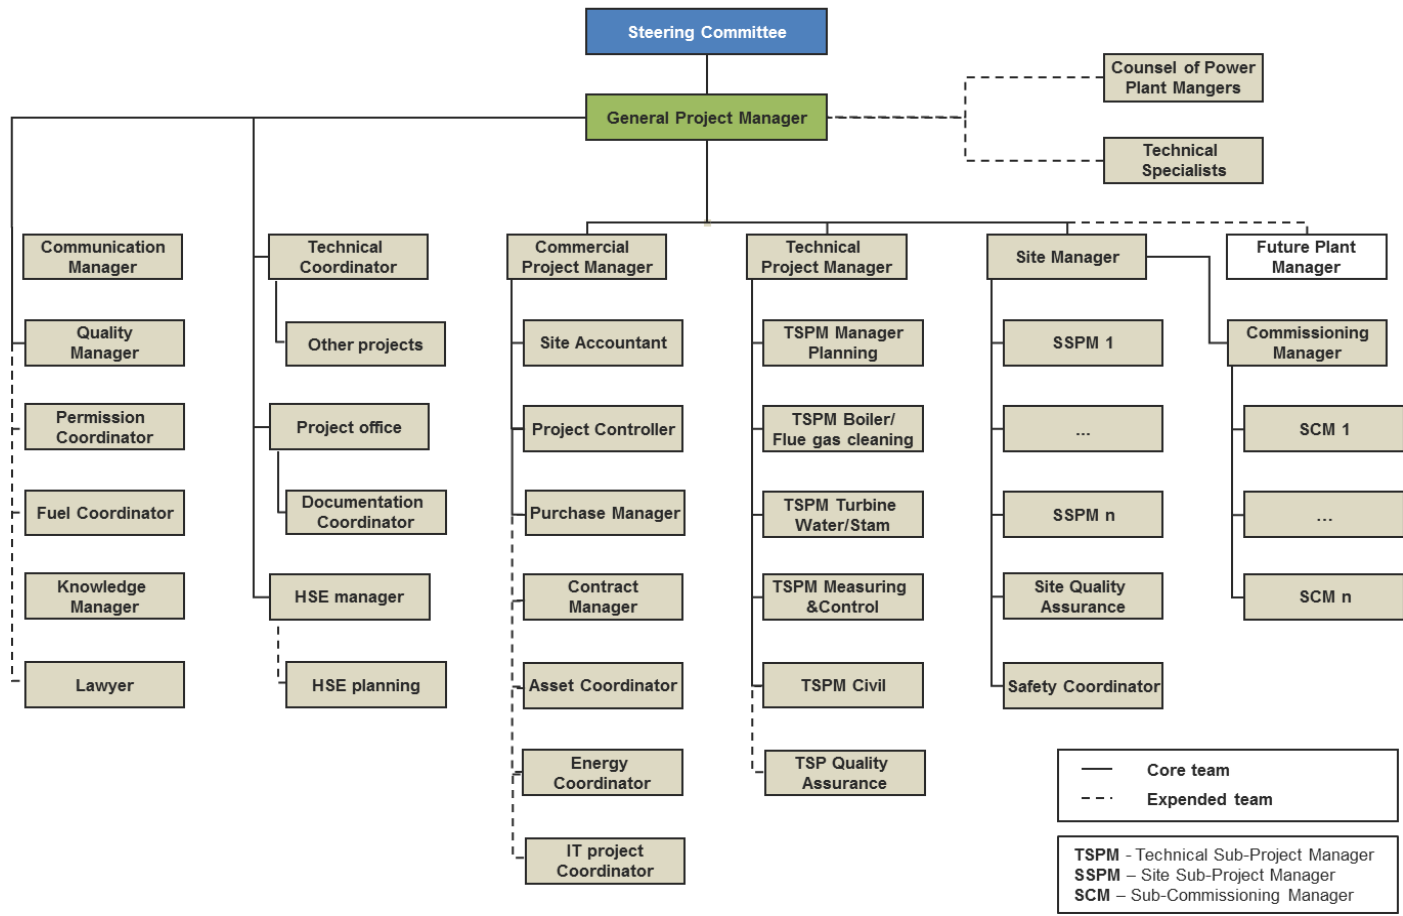 Steering Committee
General Project Manager
Counsel of Power
Plant Mangers
Technical
Specialists
Communication
Manager
Quality
Manager
Permission
Coordinator
Fuel Coordinator
Knowledge
Manager
Lawyer
Technical
Coordinator
Other projects
Project office
Documentation
Coordinator
HSE manager
HSE planning
Commercial
Project Manager
Site Accountant
Project Controller
Purchase Manager
Contract
Manager
Asset Coordinator
Energy
Coordinator
IT project
Coordinator
Technical
Project Manager
TSPM Manager
Planning
TSPM Boiler/
Flue gas cleaning
TSPM Turbine
Water/Stam
TSPM Measuring
&Control
TSPM Civil
TSP Quality
Assurance
Site Manager
SSPM 1
...
SSPM n
Site Quality
Assurance
Safety Coordinator
Future Plant
Manager
Commissioning
Manager
SCM 1
...
SCM n
Core team
Expended team
TSPM - Technical Sub-Project Manager
SSPM – Site Sub-Project Manager
SCM – Sub-Commissioning Manager